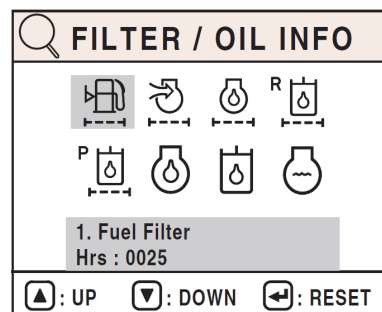 FILTER / OIL INFO
R
P
1. Fuel Filter
Hrs : 0025
: UP : DOWN : RESET